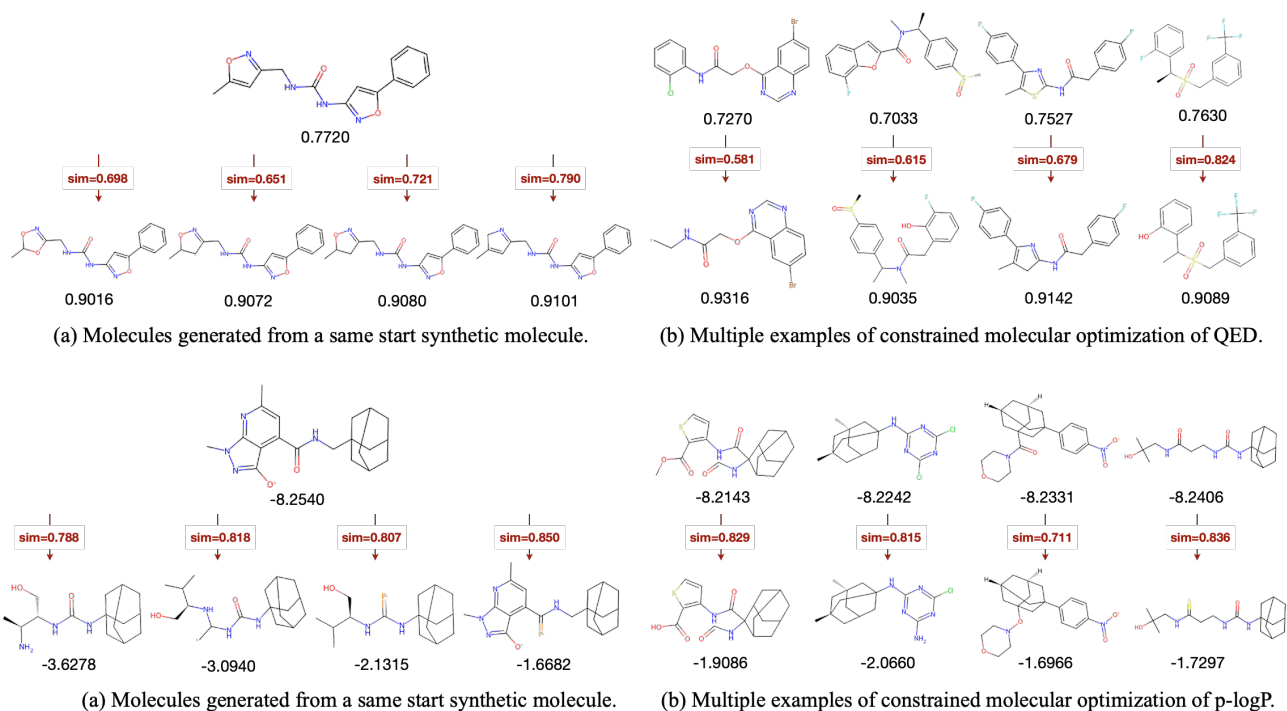 0.7720
sim=0.698 sim=0.651 sim=0.721 sim=0.790
0.9016 0.9072 0.9080 0.9101
(a) Molecules generated from a same start synthetic molecule.
0.7270 0.7033 0.7527 0.7630
sim=0.581 sim=0.615 sim=0.679 sim=0.824
0.9316 0.9035 0.9142 0.9089
(b) Multiple examples of constrained molecular optimization of QED.
-8.2540
sim=0.788 sim=0.818 sim=0.807 sim=0.850
-3.6278 -3.0940 -2.1315 -1.6682
(a) Molecules generated from a same start synthetic molecule.
-8.2143 -8.2242 -8.2331 -8.2406
sim=0.829 sim=0.815 sim=0.711 sim=0.836
-1.9086 -2.0660 -1.6966 -1.7297
(b) Multiple examples of constrained molecular optimization of p-logP.